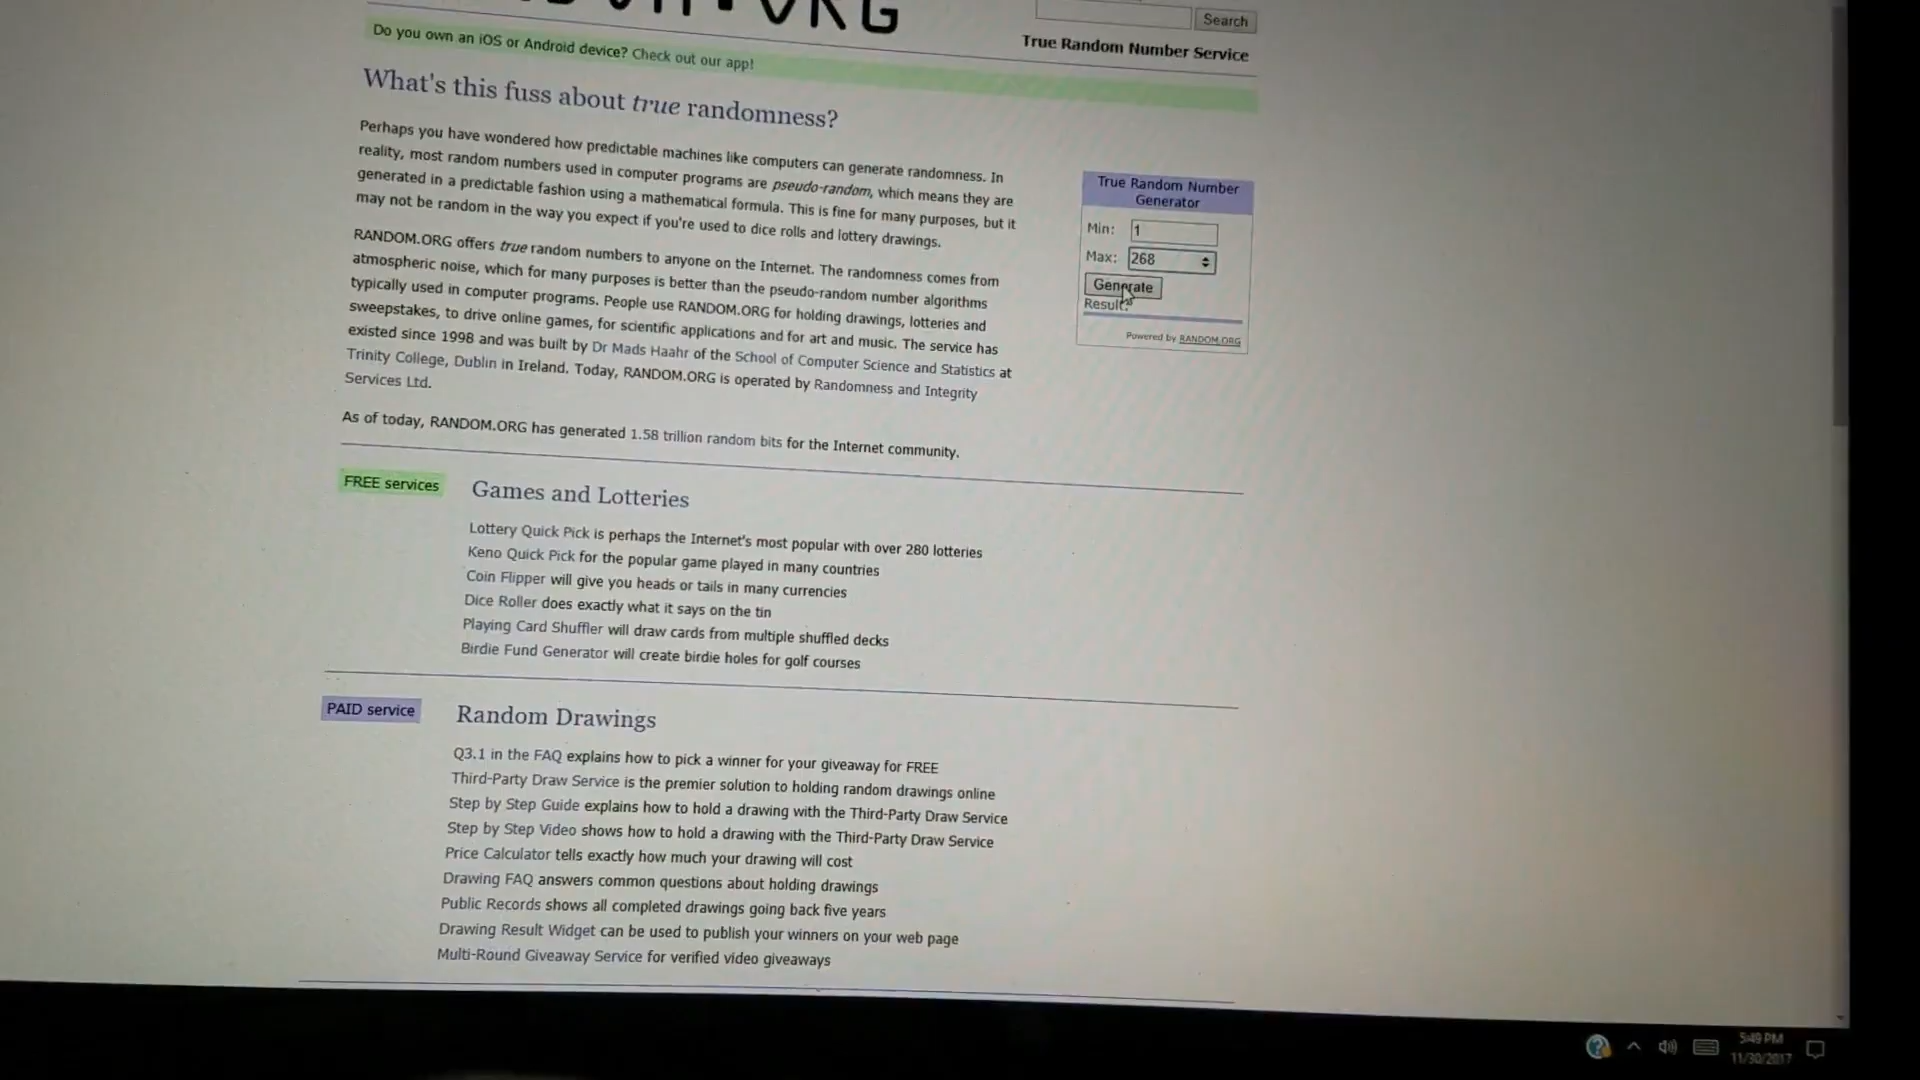 Search
True Random Number Service
Do you own an iOS or Android device? Check out our app!
What's this fuss about true randomness?
Perhaps you have wondered how predictable machines like computers can generate randomness. In
reality, most random numbers used in computer programs are pseudo-random, which means they are
generated in a predictable fashion using a mathematical formula. This is fine for many purposes, but it
may not be random in the way you expect if you're used to dice rolls and lottery drawings.
RANDOM.ORG offers true random numbers to anyone on the Internet. The randomness comes from
atmospheric noise, which for many purposes is better than the pseudo-random number algorithms
typically used in computer programs. People use RANDOM.ORG for holding drawings, lotteries and
sweepstakes, to drive online games, for scientific applications and for art and music. The service has
existed since 1998 and was built by Dr Mads Haahr of the School of Computer Science and Statistics at
Trinity College, Dublin in Ireland. Today, RANDOM.ORG is operated by Randomness and Integrity
Services Ltd.
As of today, RANDOM.ORG has generated 1.58 trillion random bits for the Internet community.
True Random Number
Generator
Min: 1
Max: 268
Generate
Result:
Powered by RANDOM.ORG
FREE services
Games and Lotteries
Lottery Quick Pick is perhaps the Internet's most popular with over 280 lotteries
Keno Quick Pick for the popular game played in many countries
Coin Flipper will give you heads or tails in many currencies
Dice Roller does exactly what it says on the tin
Playing Card Shuffler will draw cards from multiple shuffled decks
Birdie Fund Generator will create birdie holes for golf courses
PAID service
Random Drawings
Q3.1 in the FAQ explains how to pick a winner for your giveaway for FREE
Third-Party Draw Service is the premier solution to holding random drawings online
Step by Step Guide explains how to hold a drawing with the Third-Party Draw Service
Step by Step Video shows how to hold a drawing with the Third-Party Draw Service
Price Calculator tells exactly how much your drawing will cost
Drawing FAQ answers common questions about holding drawings
Public Records shows all completed drawings going back five years
Drawing Result Widget can be used to publish your winners on your web page
Multi-Round Giveaway Service for verified video giveaways
5:49 PM
11/30/2017